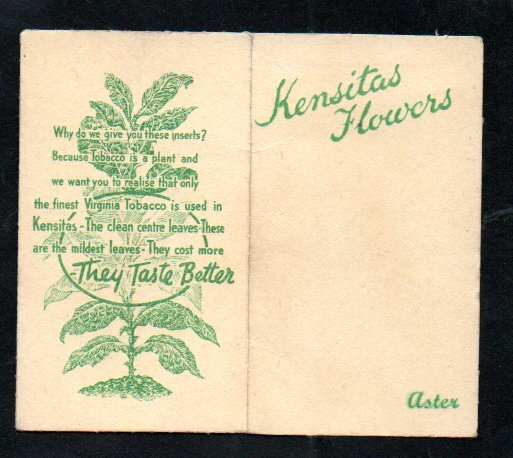 Why do we give you these inserts?
Because Tobacco is a plant and
we want you to realise that only
the finest Virginia Tobacco is used in
Kensitas - The clean centre leaves - These
are the mildest leaves - They cost more
- They Taste Better
Kensitas
Flowers
Aster